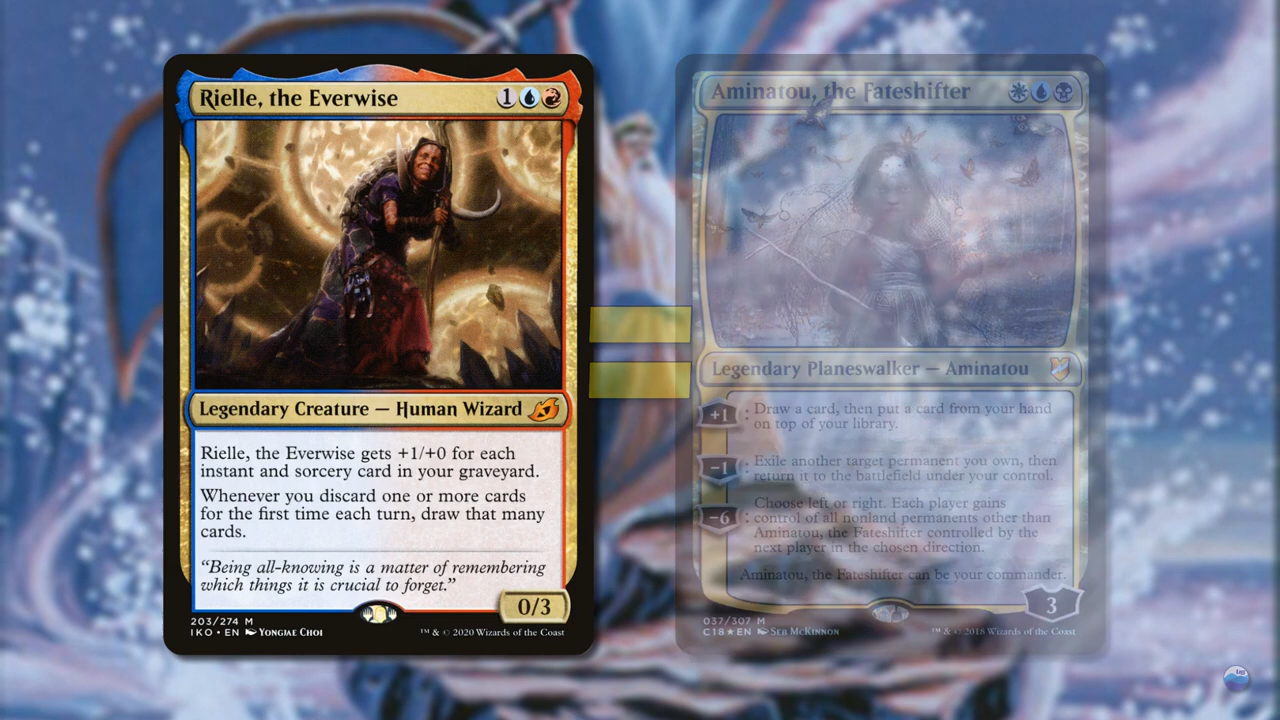 Rielle, the Everwise
1
Legendary Creature — Human Wizard
Rielle, the Everwise gets +1/+0 for each
instant and sorcery card in your graveyard.
Whenever you discard one or more cards
for the first time each turn, draw that many
cards.
“Being all-knowing is a matter of remembering
which things it is crucial to forget.”
0/3
203/274 M
IKO • EN Yongjae Choi
™ & © 2020 Wizards of the Coast
Aminatou, the Fateshifter
Legendary Planeswalker — Aminatou
+1 : Draw a card, then put a card from your hand
on top of your library.
−1 : Exile another target permanent you own, then
return it to the battlefield under your control.
−6 : Choose left or right. Each player gains
control of all nonland permanents other than
Aminatou, the Fateshifter controlled by the
next player in the chosen direction.
Aminatou, the Fateshifter can be your commander.
3
037/307 M
C18 ★ EN Seb McKinnon
™ & © 2018 Wizards of the Coast